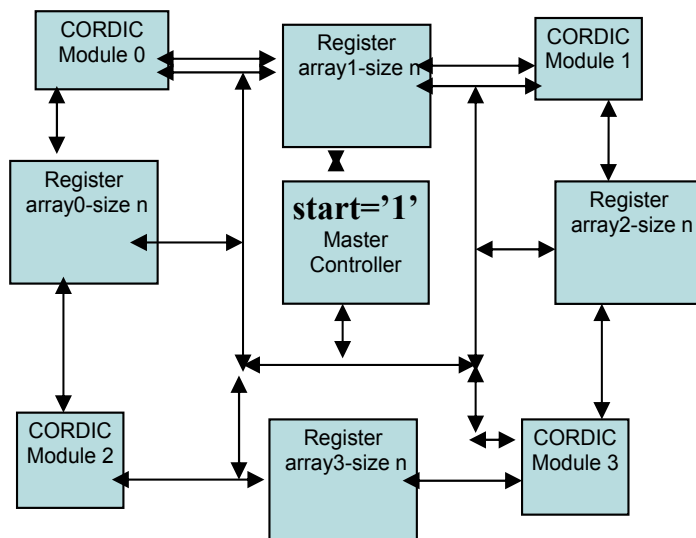 CORDIC
Module 0
Register
array1-size n
CORDIC
Module 1
Register
array0-size n
start=’1’
Master
Controller
Register
array2-size n
CORDIC
Module 2
Register
array3-size n
CORDIC
Module 3